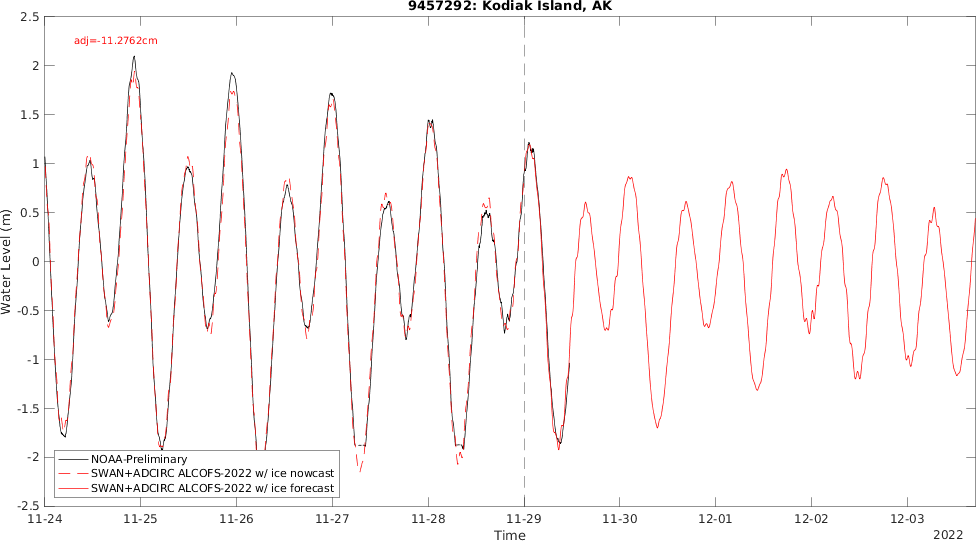 9457292: Kodiak Island, AK
adj=-11.2762cm
2.5
2
1.5
1
0.5
0
-0.5
-1
-1.5
-2
-2.5
Water Level (m)
NOAA-Preliminary
SWAN+ADCIRC ALCOFS-2022 w/ ice nowcast
SWAN+ADCIRC ALCOFS-2022 w/ ice forecast
11-24 11-25 11-26 11-27 11-28 11-29 11-30 12-01 12-02 12-03
Time
2022